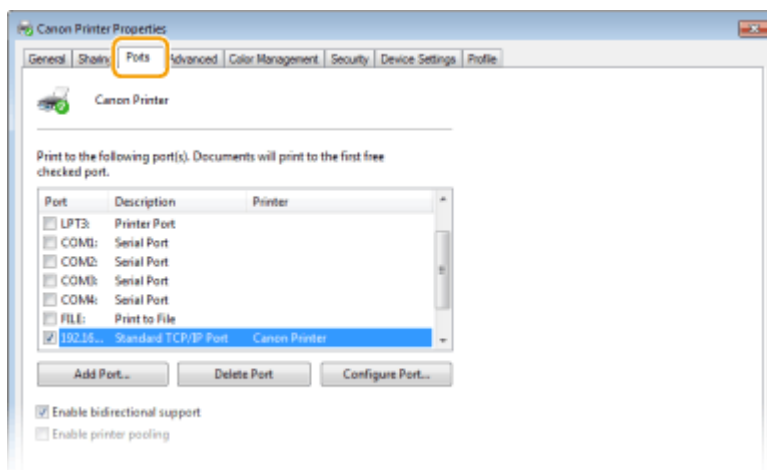 Canon Printer Properties
General Sharing Ports Advanced Color Management Security Device Settings Profile
Canon Printer
Print to the following port(s). Documents will print to the first free
checked port.
Port Description Printer
LPT3: Printer Port
COM1: Serial Port
COM2: Serial Port
COM3: Serial Port
COM4: Serial Port
FILE: Print to File
192.16... Standard TCP/IP Port Canon Printer
Add Port... Delete Port Configure Port...
Enable bidirectional support
Enable printer pooling